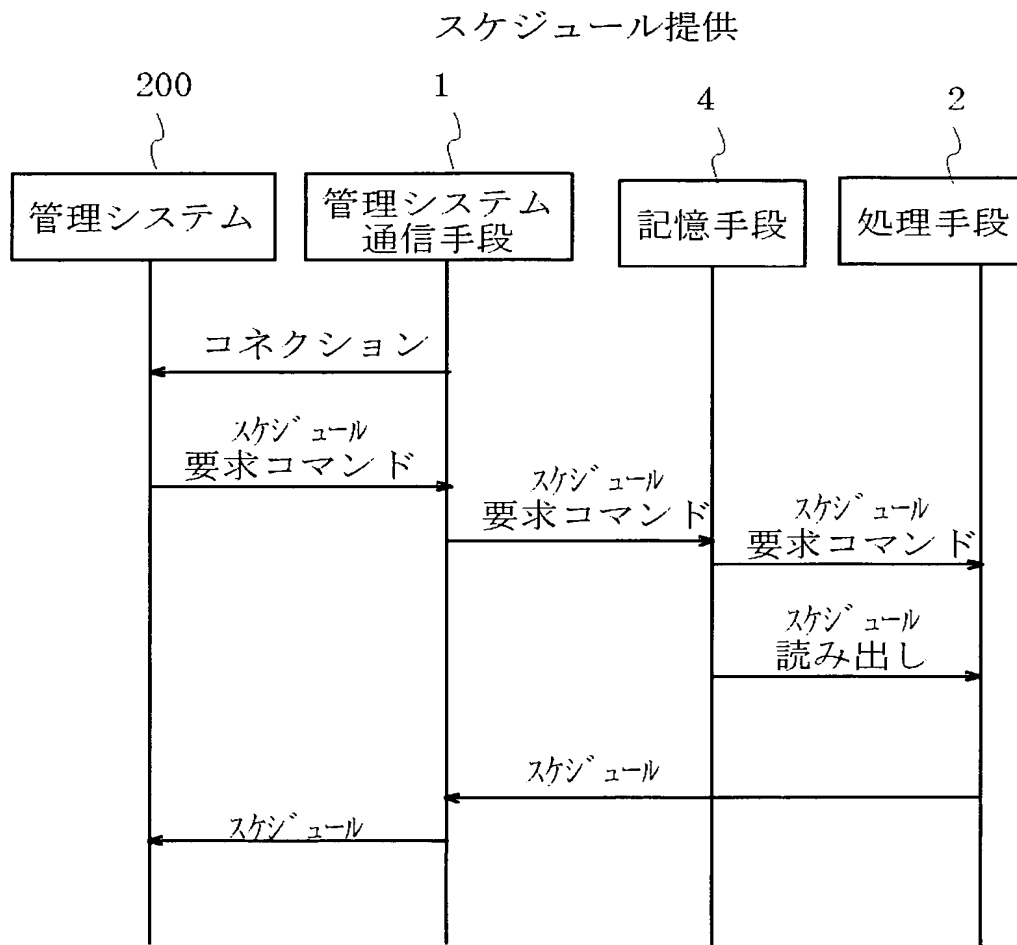 スケジュール提供
200
1
4
2
管理システム
管理システム
通信手段
記憶手段
処理手段
コネクション
スケジュール
要求コマンド
スケジュール
要求コマンド
スケジュール
要求コマンド
スケジュール
読み出し
スケジュール
スケジュール